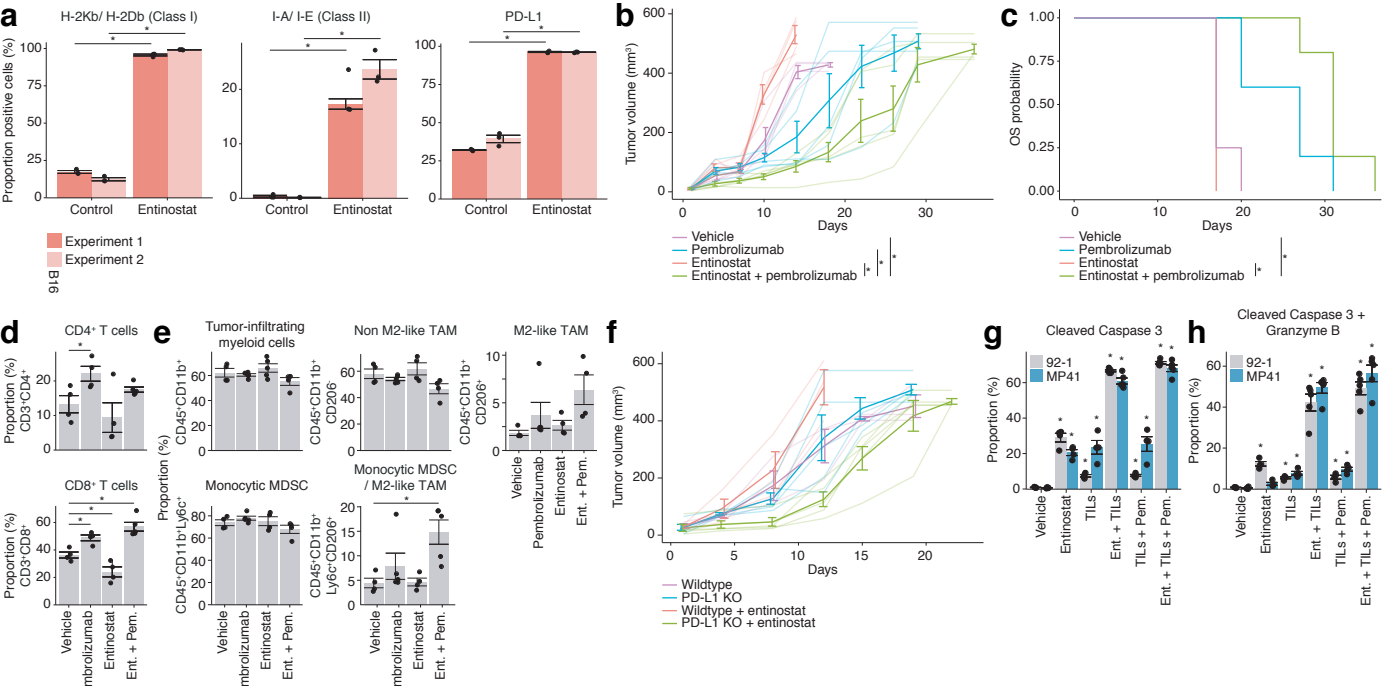 a
H-2Kb/ H-2Db (Class I)
I-A/ I-E (Class II)
PD-L1
Proportion positive cells (%)
100
75
50
25
0
20
10
0
100
75
50
25
0
*
*
*
*
*
*
Control
Entinostat
Control
Entinostat
Control
Entinostat
Experiment 1
Experiment 2
B16
b
Tumor volume (mm³)
600
400
200
0
0
10
20
30
Days
Vehicle
Pembrolizumab
Entinostat
Entinostat + pembrolizumab
*
*
*
c
OS probability
1.00
0.75
0.50
0.25
0.00
0
10
20
30
Days
Vehicle
Pembrolizumab
Entinostat
Entinostat + pembrolizumab
*
*
d
CD4⁺ T cells
Proportion (%)
CD3⁺CD4⁺
30
20
10
0
*
CD8⁺ T cells
Proportion (%)
CD3⁺CD8⁺
60
40
20
0
*
*
*
Vehicle
mbrolizumab
Entinostat
Ent. + Pem.
e
Proportion (%)
Tumor-infiltrating
myeloid cells
CD45⁺CD11b⁺
80
60
40
20
0
Non M2-like TAM
CD45⁺CD11b⁺
CD206⁻
80
60
40
20
0
M2-like TAM
CD45⁺CD11b⁺
CD206⁺
10
5
0
Vehicle
Pembrolizumab
Entinostat
Ent. + Pem.
Monocytic MDSC
CD45⁺CD11b⁺Ly6c⁺
80
60
40
20
0
Vehicle
mbrolizumab
Entinostat
Ent. + Pem.
Monocytic MDSC
/ M2-like TAM
CD45⁺CD11b⁺
Ly6c⁺CD206⁺
20
15
10
5
0
*
Vehicle
mbrolizumab
Entinostat
Ent. + Pem.
f
Tumor volume (mm³)
600
400
200
0
0
5
10
15
20
Days
Wildtype
PD-L1 KO
Wildtype + entinostat
PD-L1 KO + entinostat
g
Cleaved Caspase 3
Proportion (%)
60
40
20
0
92-1
MP41
*
*
*
*
*
*
*
*
*
*
Vehicle
Entinostat
TILs
Ent. + TILs
TILs + Pem.
Ent. + TILs + Pem.
h
Cleaved Caspase 3 +
Granzyme B
Proportion (%)
60
40
20
0
92-1
MP41
*
*
*
*
*
*
*
*
*
Vehicle
Entinostat
TILs
Ent. + TILs
TILs + Pem.
Ent. + TILs + Pem.